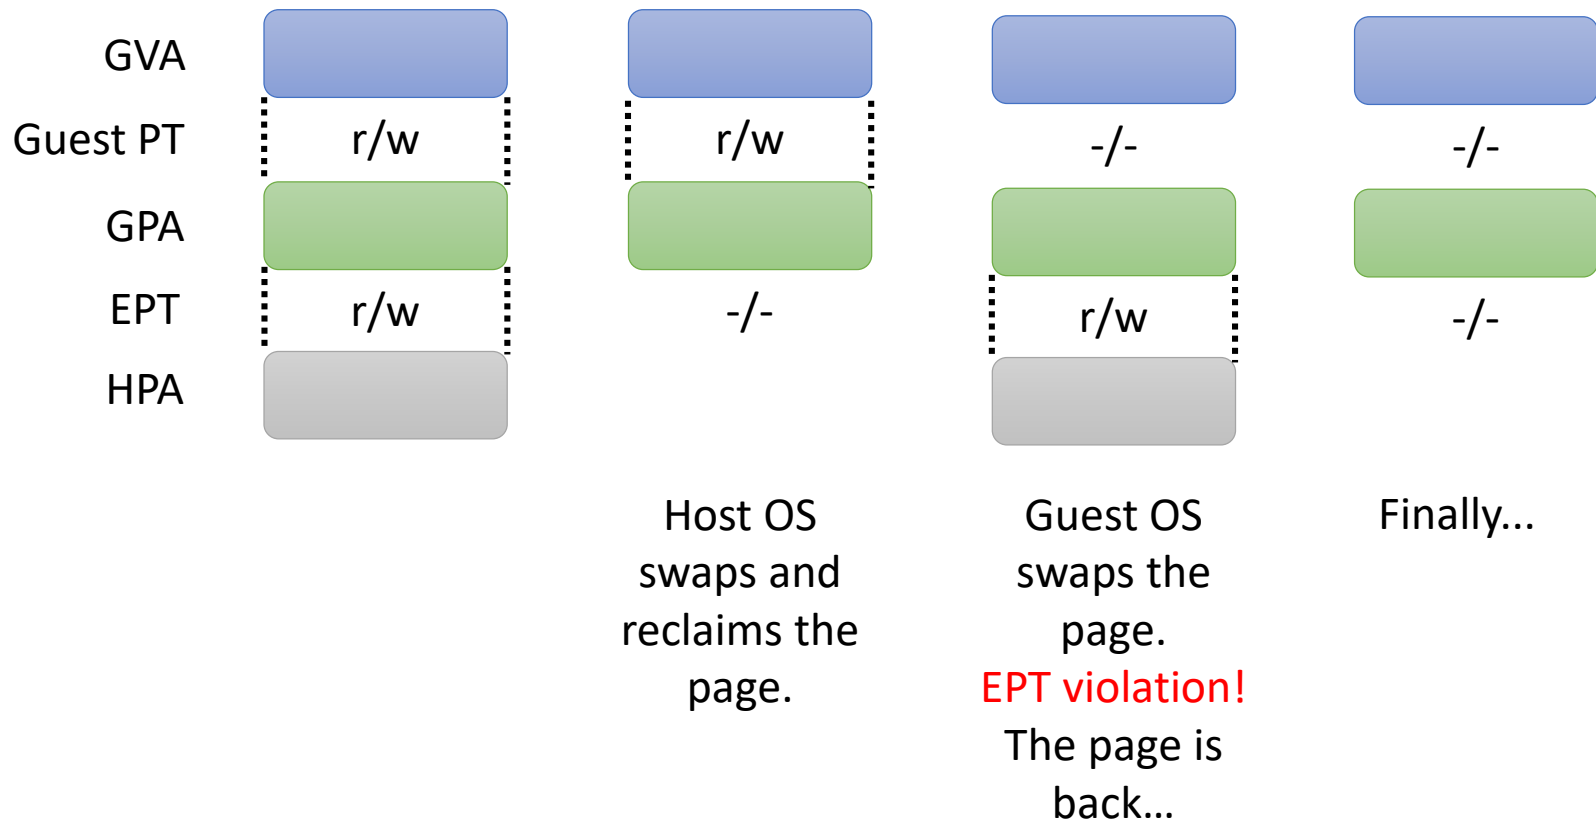 GVA
Guest PT r/w r/w -/- -/-
GPA
EPT r/w -/- r/w -/-
HPA
Host OS
swaps and
reclaims the
page.
Guest OS
swaps the
page.
EPT violation!
The page is
back...
Finally...